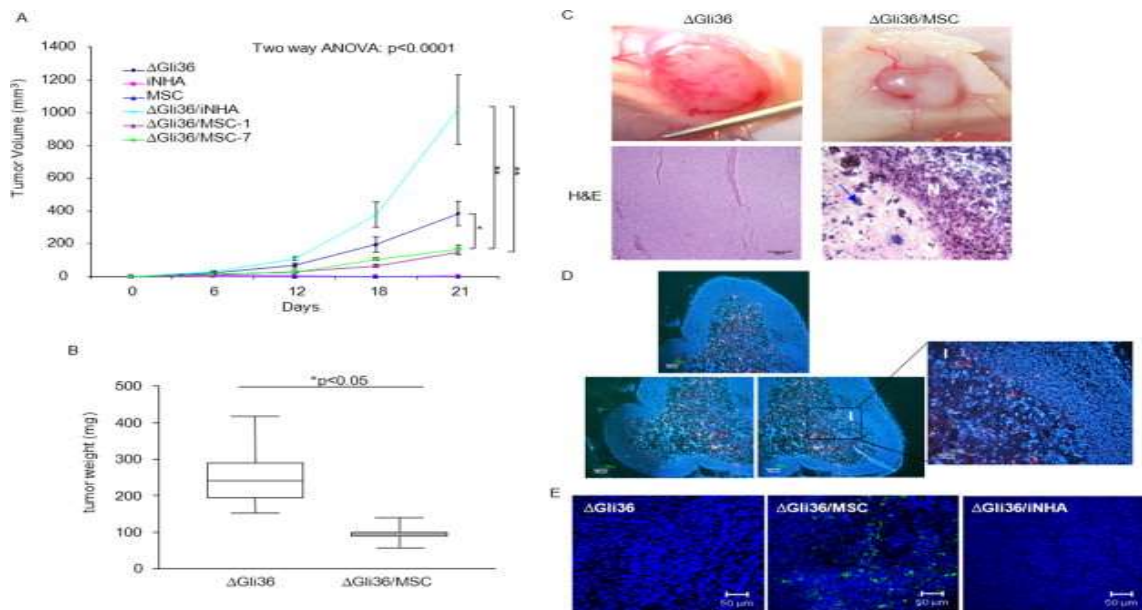 A
Two way ANOVA: p<0.0001
1400
1200
1000
800
600
400
200
0
Tumor Volume (mm³)
ΔGli36
iNHA
MSC
ΔGli36/iNHA
ΔGli36/MSC-1
ΔGli36/MSC-7
**
**
*
0 6 12 18 21
Days
B
*p<0.05
500
400
300
200
100
0
tumor weight (mg)
ΔGli36 ΔGli36/MSC
C
ΔGli36 ΔGli36/MSC
H&E
N
D
I
I
E
ΔGli36 ΔGli36/MSC ΔGli36/iNHA
50 µm 50 µm 50 µm